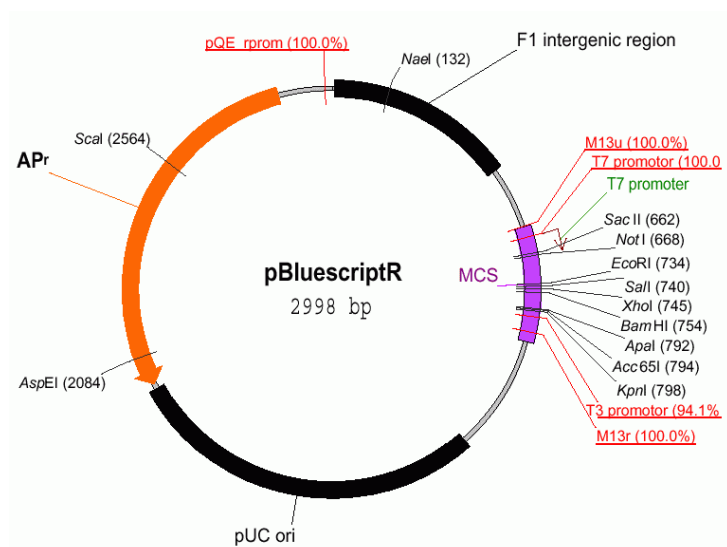 pQE_rprom (100.0%)
F1 intergenic region
NaeI (132)
ScaI (2564)
APr
M13u (100.0%)
T7 promotor (100.0
T7 promoter
SacII (662)
NotI (668)
EcoRI (734)
SalI (740)
XhoI (745)
BamHI (754)
ApaI (792)
Acc65I (794)
KpnI (798)
T3 promotor (94.1%
M13r (100.0%)
MCS
pBluescriptR
2998 bp
AspEI (2084)
pUC ori